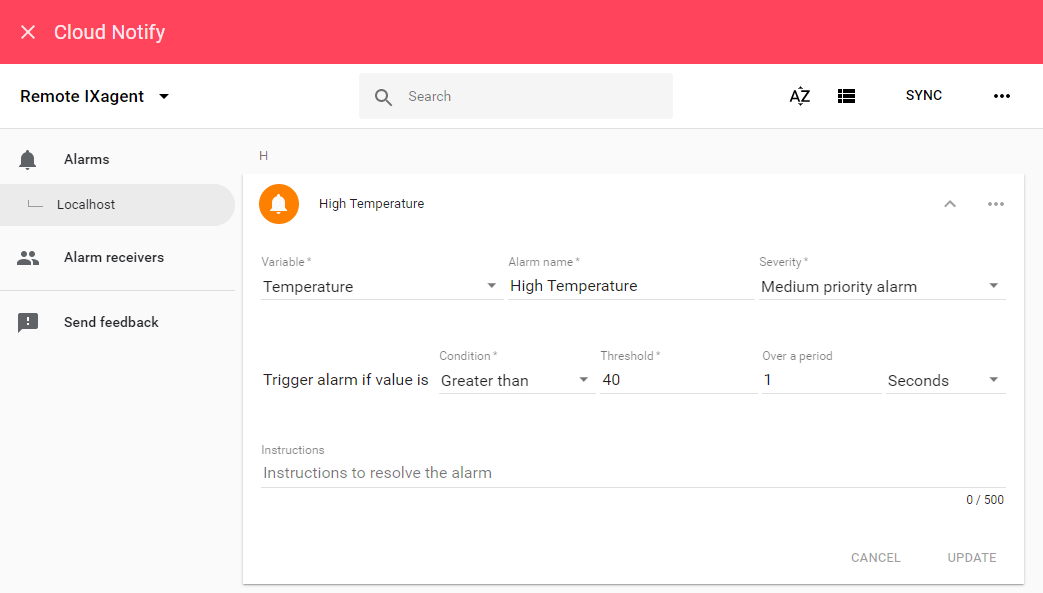 Cloud Notify
Remote IXagent
Search
SYNC
Alarms
Localhost
Alarm receivers
Send feedback
H
High Temperature
Variable *
Alarm name *
Severity *
Temperature
High Temperature
Medium priority alarm
Condition *
Threshold *
Over a period
Trigger alarm if value is
Greater than
40
1
Seconds
Instructions
Instructions to resolve the alarm
0 / 500
CANCEL
UPDATE